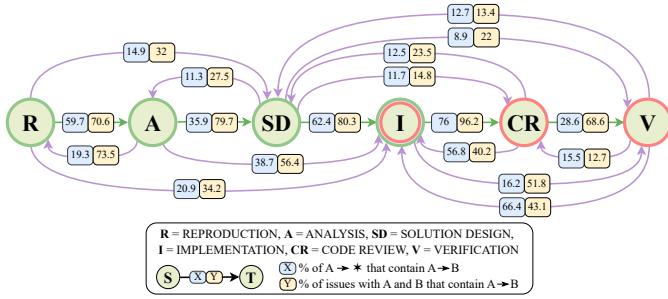 12.7 13.4
8.9 22
14.9 32
12.5 23.5
11.3 27.5
11.7 14.8
R 59.7 70.6 A 35.9 79.7 SD 62.4 80.3 I 76 96.2 CR 28.6 68.6 V
19.3 73.5
38.7 56.4
56.8 40.2
15.5 12.7
20.9 34.2
16.2 51.8
66.4 43.1
R = REPRODUCTION, A = ANALYSIS, SD = SOLUTION DESIGN,
I = IMPLEMENTATION, CR = CODE REVIEW, V = VERIFICATION
S X Y T
X % of A → ✶ that contain A→B
Y % of issues with A and B that contain A→B